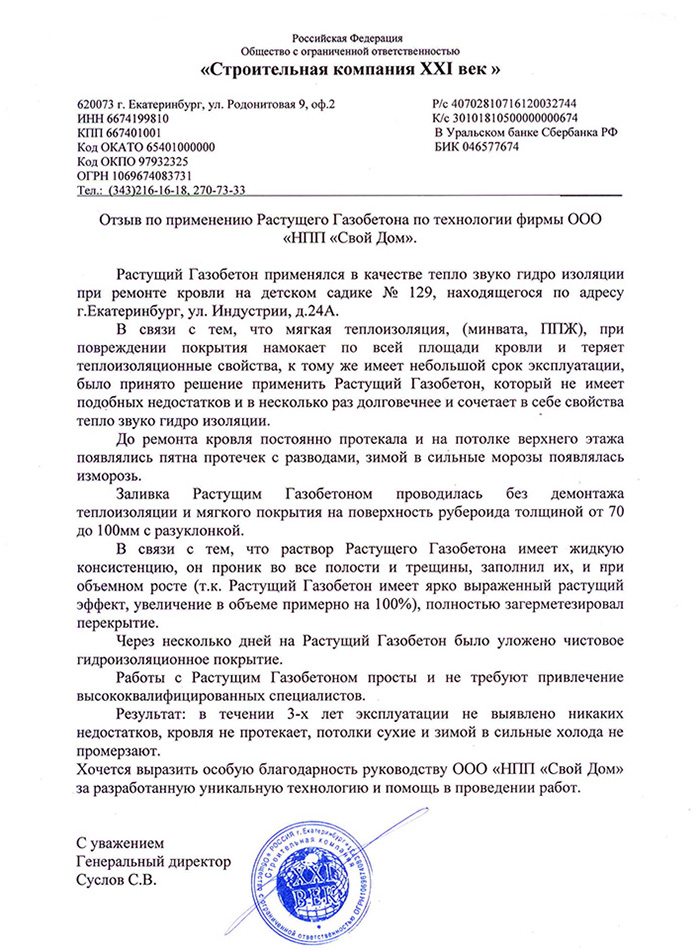 Российская Федерация
Общество с ограниченной ответственностью
«Строительная компания XXI век »
620073 г. Екатеринбург, ул. Родонитовая 9, оф.2
ИНН 6674199810
КПП 667401001
Код ОКАТО 65401000000
Код ОКПО 97932325
ОГРН 1069674083731
Тел.: (343)216-16-18, 270-73-33
Р/с 40702810716120032744
К/с 30101810500000000674
В Уральском банке Сбербанка РФ
БИК 046577674
Отзыв по применению Растущего Газобетона по технологии фирмы ООО
«НПП «Свой Дом».
Растущий Газобетон применялся в качестве тепло звуко гидро изоляции
при ремонте кровли на детском садике № 129, находящегося по адресу
г.Екатеринбург, ул. Индустрии, д.24А.
В связи с тем, что мягкая теплоизоляция, (минвата, ППЖ), при
повреждении покрытия намокает по всей площади кровли и теряет
теплоизоляционные свойства, к тому же имеет небольшой срок эксплуатации,
было принято решение применить Растущий Газобетон, который не имеет
подобных недостатков и в несколько раз долговечнее и сочетает в себе свойства
тепло звуко гидро изоляции.
До ремонта кровля постоянно протекала и на потолке верхнего этажа
появлялись пятна протечек с разводами, зимой в сильные морозы появлялась
изморозь.
Заливка Растущим Газобетоном проводилась без демонтажа
теплоизоляции и мягкого покрытия на поверхность рубероида толщиной от 70
до 100мм с разуклонкой.
В связи с тем, что раствор Растущего Газобетона имеет жидкую
консистенцию, он проник во все полости и трещины, заполнил их, и при
объемном росте (т.к. Растущий Газобетон имеет ярко выраженный растущий
эффект, увеличение в объеме примерно на 100%), полностью загерметезировал
перекрытие.
Через несколько дней на Растущий Газобетон было уложено чистовое
гидроизоляционное покрытие.
Работы с Растущим Газобетоном просты и не требуют привлечение
высококвалифицированных специалистов.
Результат: в течении 3-х лет эксплуатации не выявлено никаких
недостатков, кровля не протекает, потолки сухие и зимой в сильные холода не
промерзают.
Хочется выразить особую благодарность руководству ООО «НПП «Свой Дом»
за разработанную уникальную технологию и помощь в проведении работ.
С уважением
Генеральный директор
Суслов С.В.
РОССИЯ г. Екатеринбург
Строительная компания
XXI
ВЕК
ограниченной ответственностью